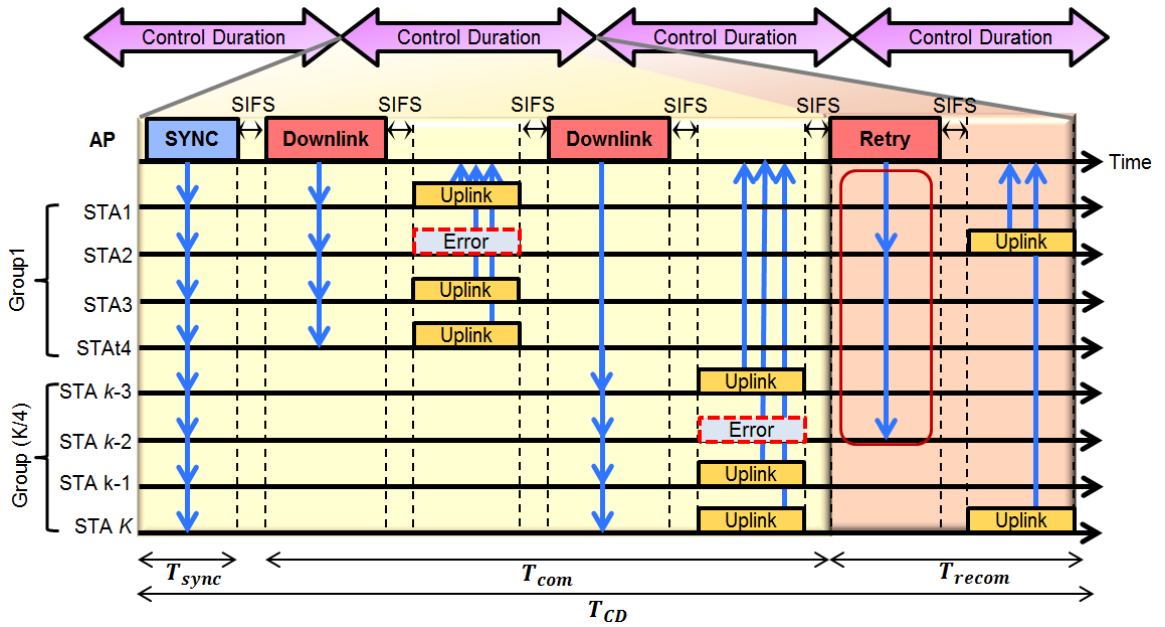 Control Duration Control Duration Control Duration Control Duration
SIFS SIFS SIFS SIFS SIFS SIFS
AP SYNC Downlink Downlink Retry
Time
STA1 Uplink
STA2 Error Uplink
STA3 Uplink
STAt4 Uplink
Group1
STA k-3 Uplink
STA k-2 Error
STA k-1 Uplink
STA K Uplink Uplink
Group (K/4)
T_sync T_com T_recom
T_CD